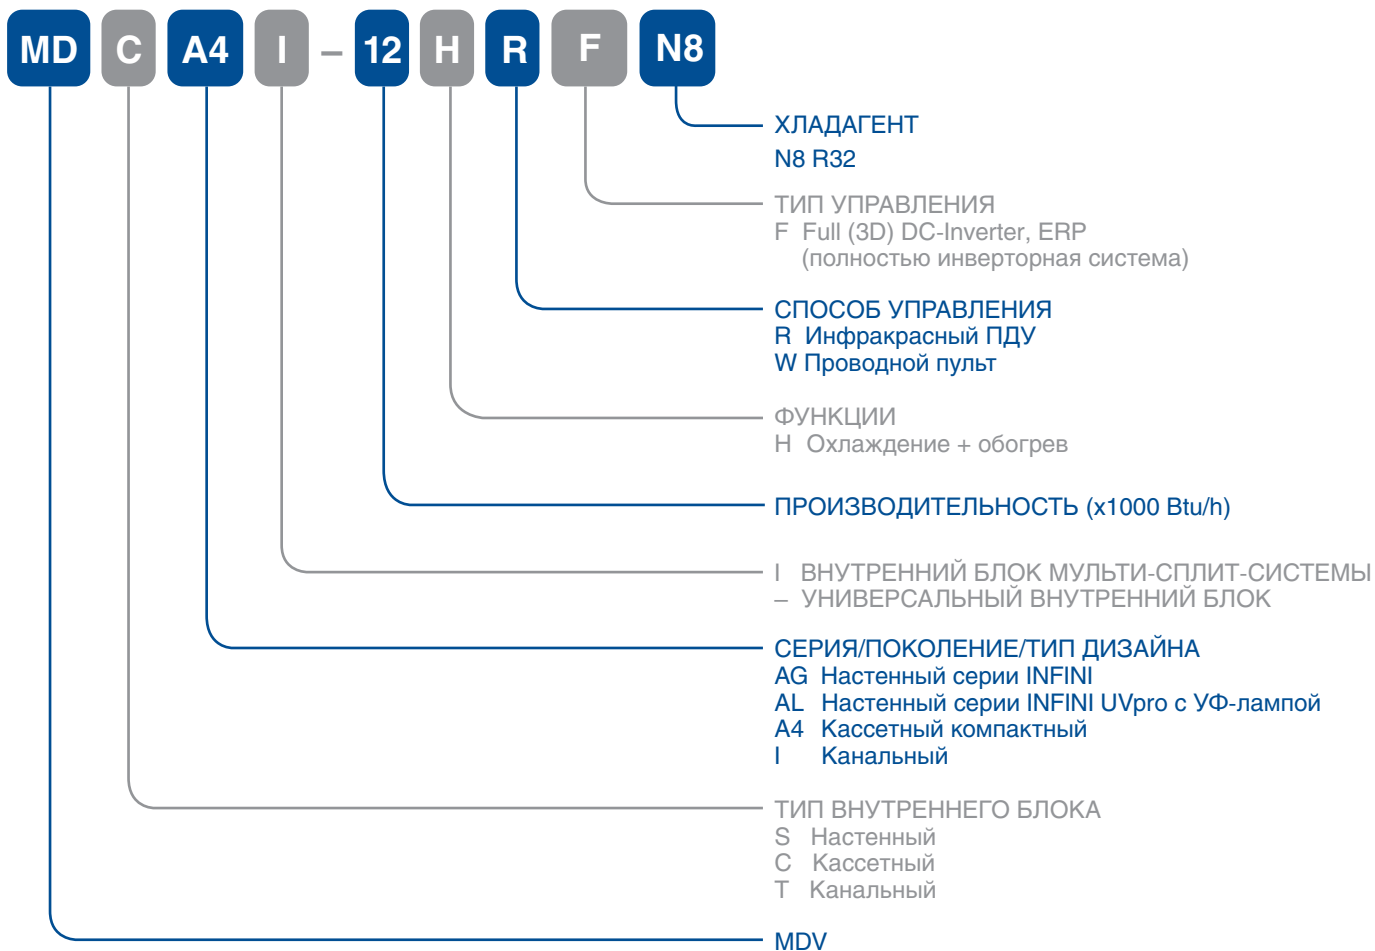 MD C A4 I – 12 H R F N8
ХЛАДАГЕНТ
N8 R32
ТИП УПРАВЛЕНИЯ
F Full (3D) DC-Inverter, ERP
(полностью инверторная система)
СПОСОБ УПРАВЛЕНИЯ
R Инфракрасный ПДУ
W Проводной пульт
ФУНКЦИИ
H Охлаждение + обогрев
ПРОИЗВОДИТЕЛЬНОСТЬ (x1000 Btu/h)
I ВНУТРЕННИЙ БЛОК МУЛЬТИ-СПЛИТ-СИСТЕМЫ
– УНИВЕРСАЛЬНЫЙ ВНУТРЕННИЙ БЛОК
СЕРИЯ/ПОКОЛЕНИЕ/ТИП ДИЗАЙНА
AG Настенный серии INFINI
AL Настенный серии INFINI UVpro с УФ-лампой
A4 Кассетный компактный
I Канальный
ТИП ВНУТРЕННЕГО БЛОКА
S Настенный
C Кассетный
T Канальный
MDV